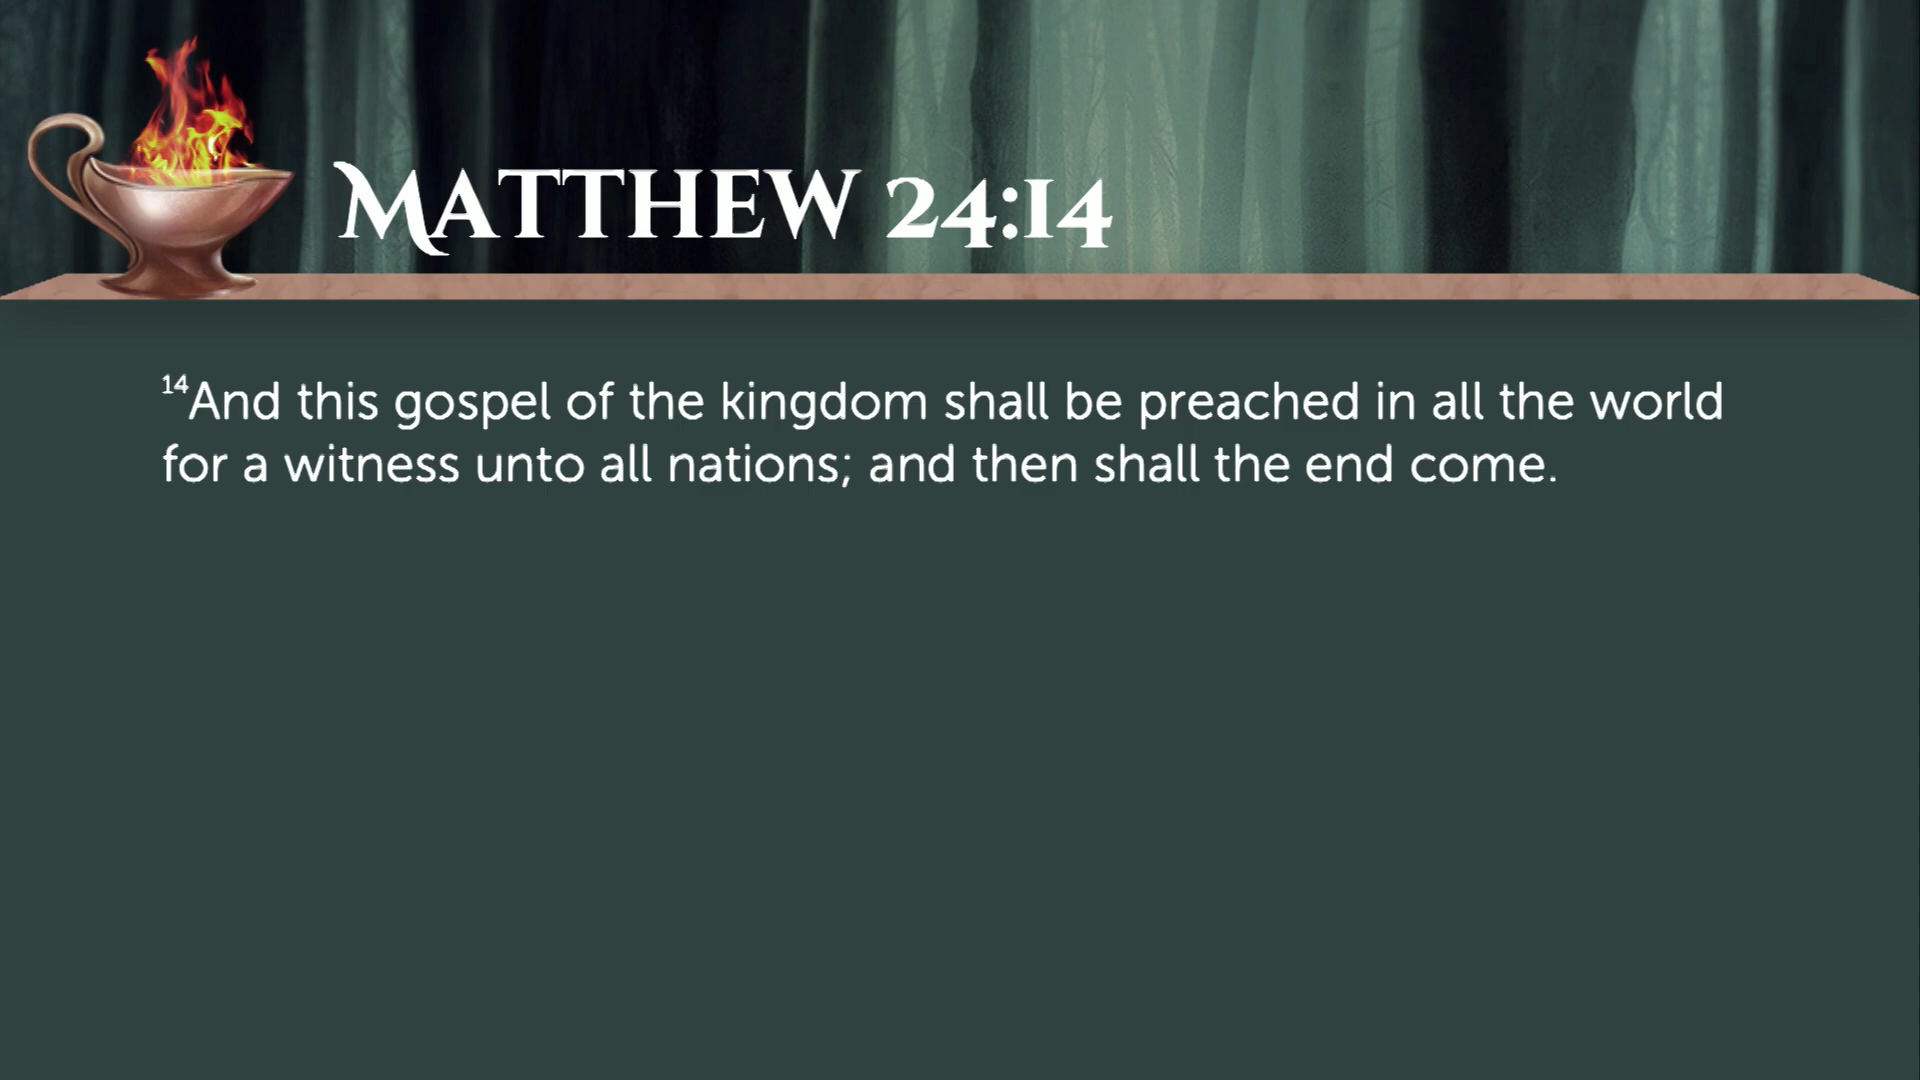 MATTHEW 24:14
14And this gospel of the kingdom shall be preached in all the world
for a witness unto all nations; and then shall the end come.